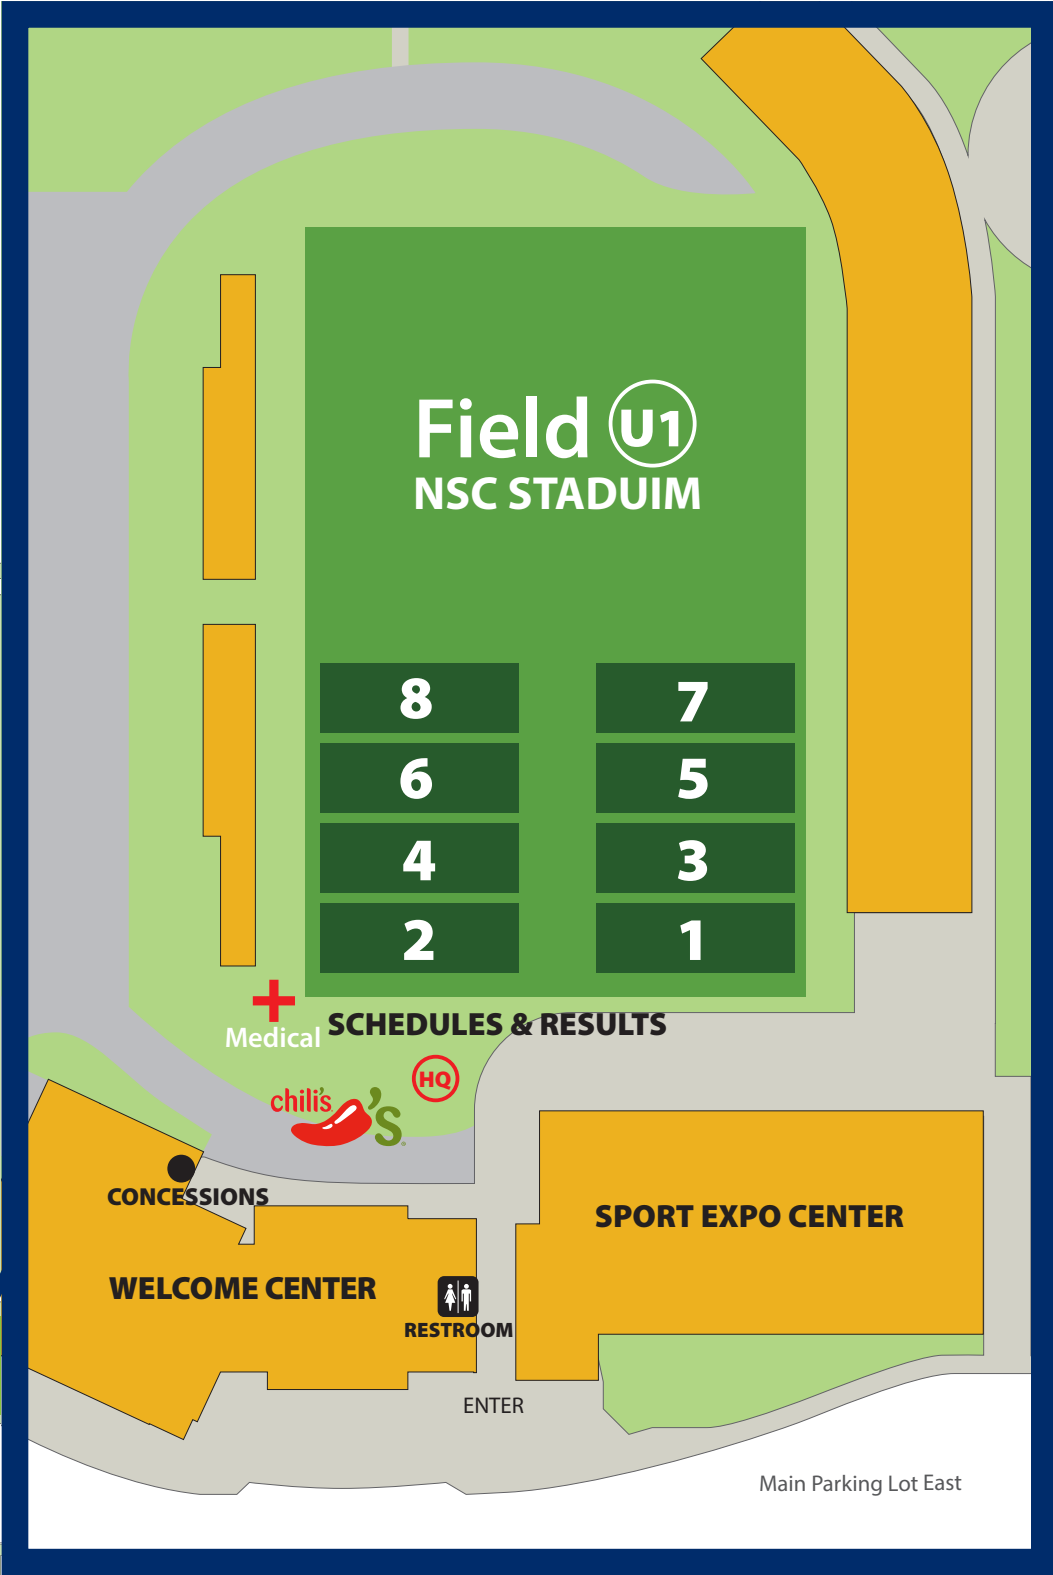 Field U1
NSC STADUIM
8 7
6 5
4 3
2 1
Medical
SCHEDULES & RESULTS
HQ
chili's 'S
CONCESSIONS
SPORT EXPO CENTER
WELCOME CENTER
RESTROOM
ENTER
Main Parking Lot East